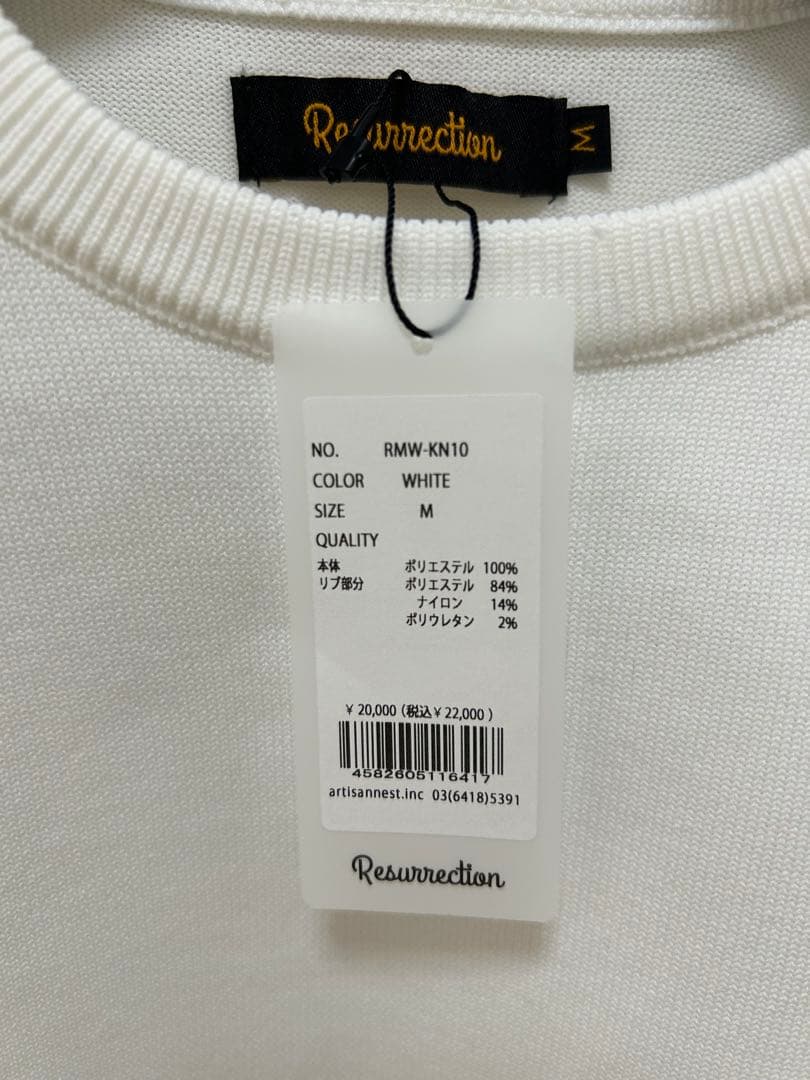 Resurrection
M
NO. RMW-KN10
COLOR WHITE
SIZE M
QUALITY
本体 ポリエステル 100%
リブ部分 ポリエステル 84%
ナイロン 14%
ポリウレタン 2%
¥ 20,000 (税込¥ 22,000 )
4582605116417
artisannest.inc 03(6418)5391
Resurrection